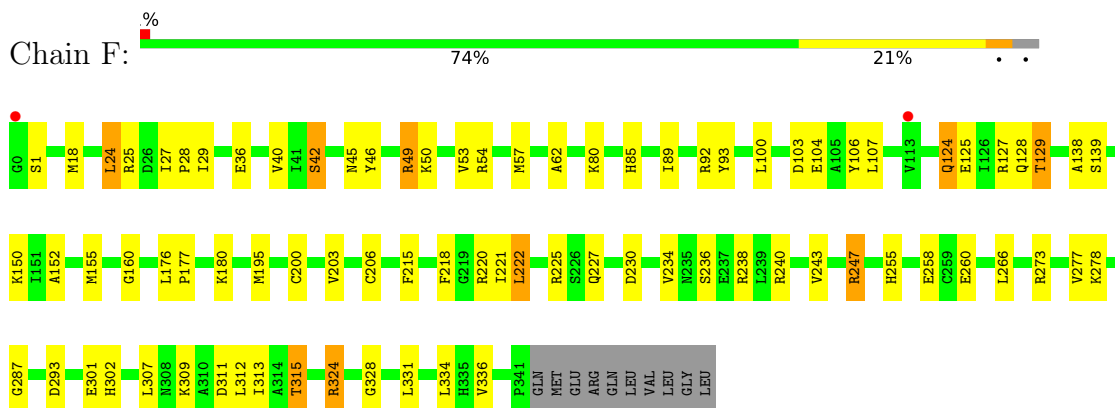 %
Chain F:
74% 21% • •
G0 S1 M18 L24 R25 D26 I27 P28 I29 E36 V40 I41 S42 N45 Y46 R49 K50 V53 R54 M57 A62 K80 H85 I89 R92 Y93 L100 D103 E104 A105 Y106 L107 V113 Q124 E125 I126 R127 Q128 T129 A138 S139
K150 I151 A152 M155 G160 L176 P177 K180 M195 C200 V203 C206 F215 F218 G219 R220 I221 L222 R225 S226 Q227 D230 V234 N235 S236 E237 R238 L239 R240 V243 R247 H255 E258 C259 E260 L266 R273 V277 K278
G287 D293 E301 H302 L307 N308 K309 A310 D311 L312 I313 A314 T315 R324 G328 L331 L334 H335 V336 P341 GLN MET GLU ARG GLN LEU VAL LEU GLY LEU